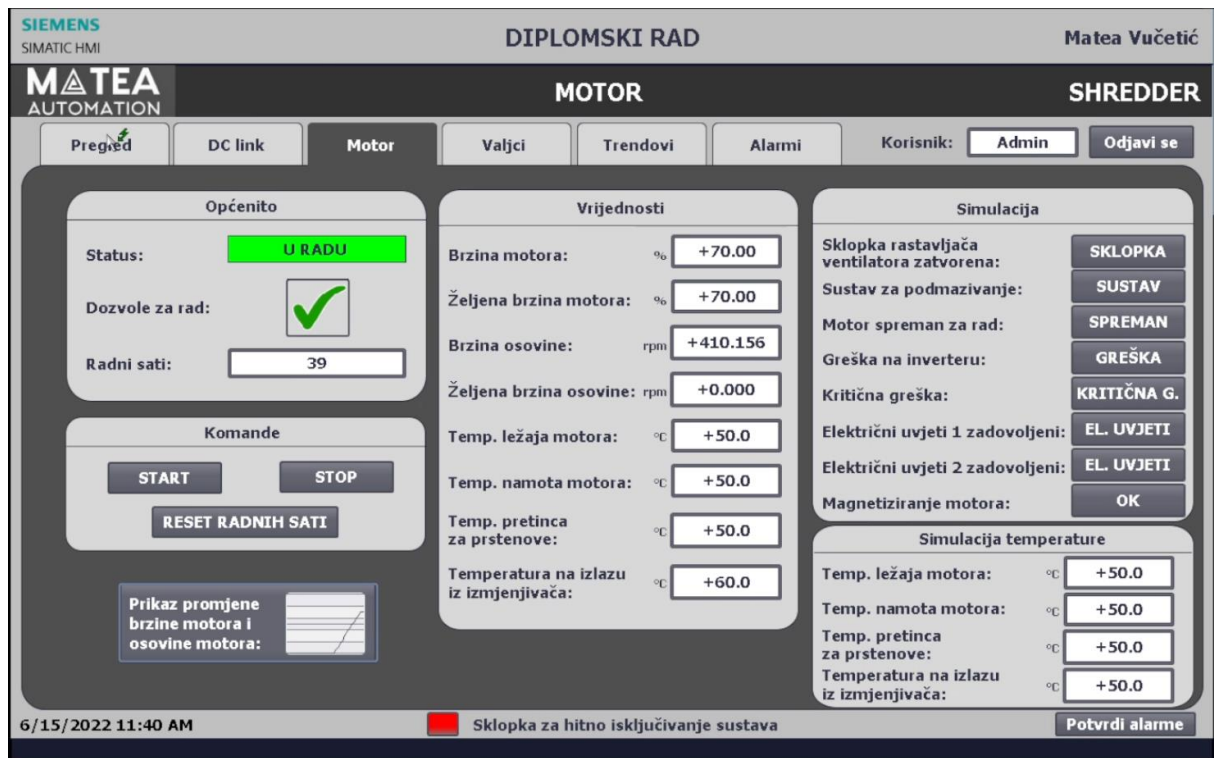 SIEMENS
SIMATIC HMI
DIPLOMSKI RAD
Matea Vučetić
MATEA
AUTOMATION
MOTOR
SHREDDER
Pregled
DC link
Motor
Valjci
Trendovi
Alarmi
Korisnik:
Admin
Odjavi se
Općenito
Status:
U RADU
Dozvole za rad:
Radni sati:
39
Komande
START
STOP
RESET RADNIH SATI
Prikaz promjene
brzine motora i
osovine motora:
Vrijednosti
Brzina motora: % +70.00
Željena brzina motora: % +70.00
Brzina osovine: rpm +410.156
Željena brzina osovine: rpm +0.000
Temp. ležaja motora: °C +50.0
Temp. namota motora: °C +50.0
Temp. pretinca
za prstenove: °C +50.0
Temperatura na izlazu
iz izmjenjivača: °C +60.0
Simulacija
Sklopka rastavljača
ventilatora zatvorena: SKLOPKA
Sustav za podmazivanje: SUSTAV
Motor spreman za rad: SPREMAN
Greška na inverteru: GREŠKA
Kritična greška: KRITIČNA G.
Električni uvjeti 1 zadovoljeni: EL. UVJETI
Električni uvjeti 2 zadovoljeni: EL. UVJETI
Magnetiziranje motora: OK
Simulacija temperature
Temp. ležaja motora: °C +50.0
Temp. namota motora: °C +50.0
Temp. pretinca
za prstenove: °C +50.0
Temperatura na izlazu
iz izmjenjivača: °C +50.0
6/15/2022 11:40 AM
Sklopka za hitno isključivanje sustava
Potvrdi alarme